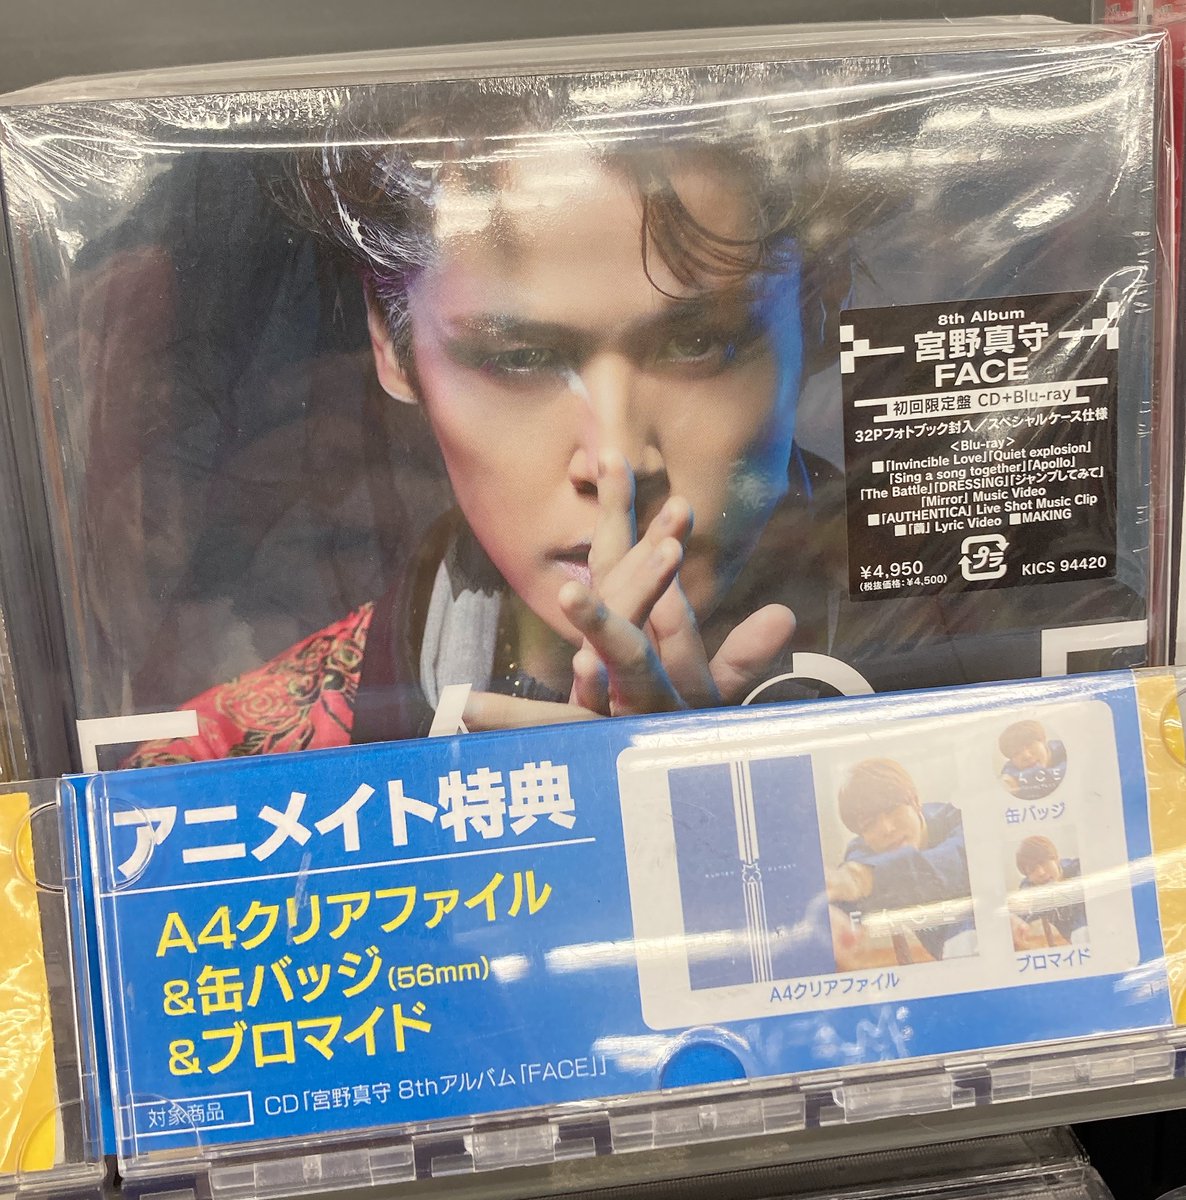 8th Album
宮野真守
FACE
初回限定盤 CD+Blu-ray
32Pフォトブック封入／スペシャルケース仕様
<Blu-ray>
■「Invincible Love」「Quiet explosion」
「Sing a song together」「Apollo」
「The Battle」「DRESSING」「ジャンプしてみて」
「Mirror」 Music Video
■「AUTHENTICA」 Live Shot Music Clip
■「繭」 Lyric Video ■MAKING
プラ
¥4,950
(税抜価格:¥4,500)
KICS 94420
アニメイト特典
A4クリアファイル
&缶バッジ(56mm)
&ブロマイド
対象商品 CD「宮野真守 8thアルバム「FACE」」
FACE
A4クリアファイル
FACE
缶バッジ
ブロマイド